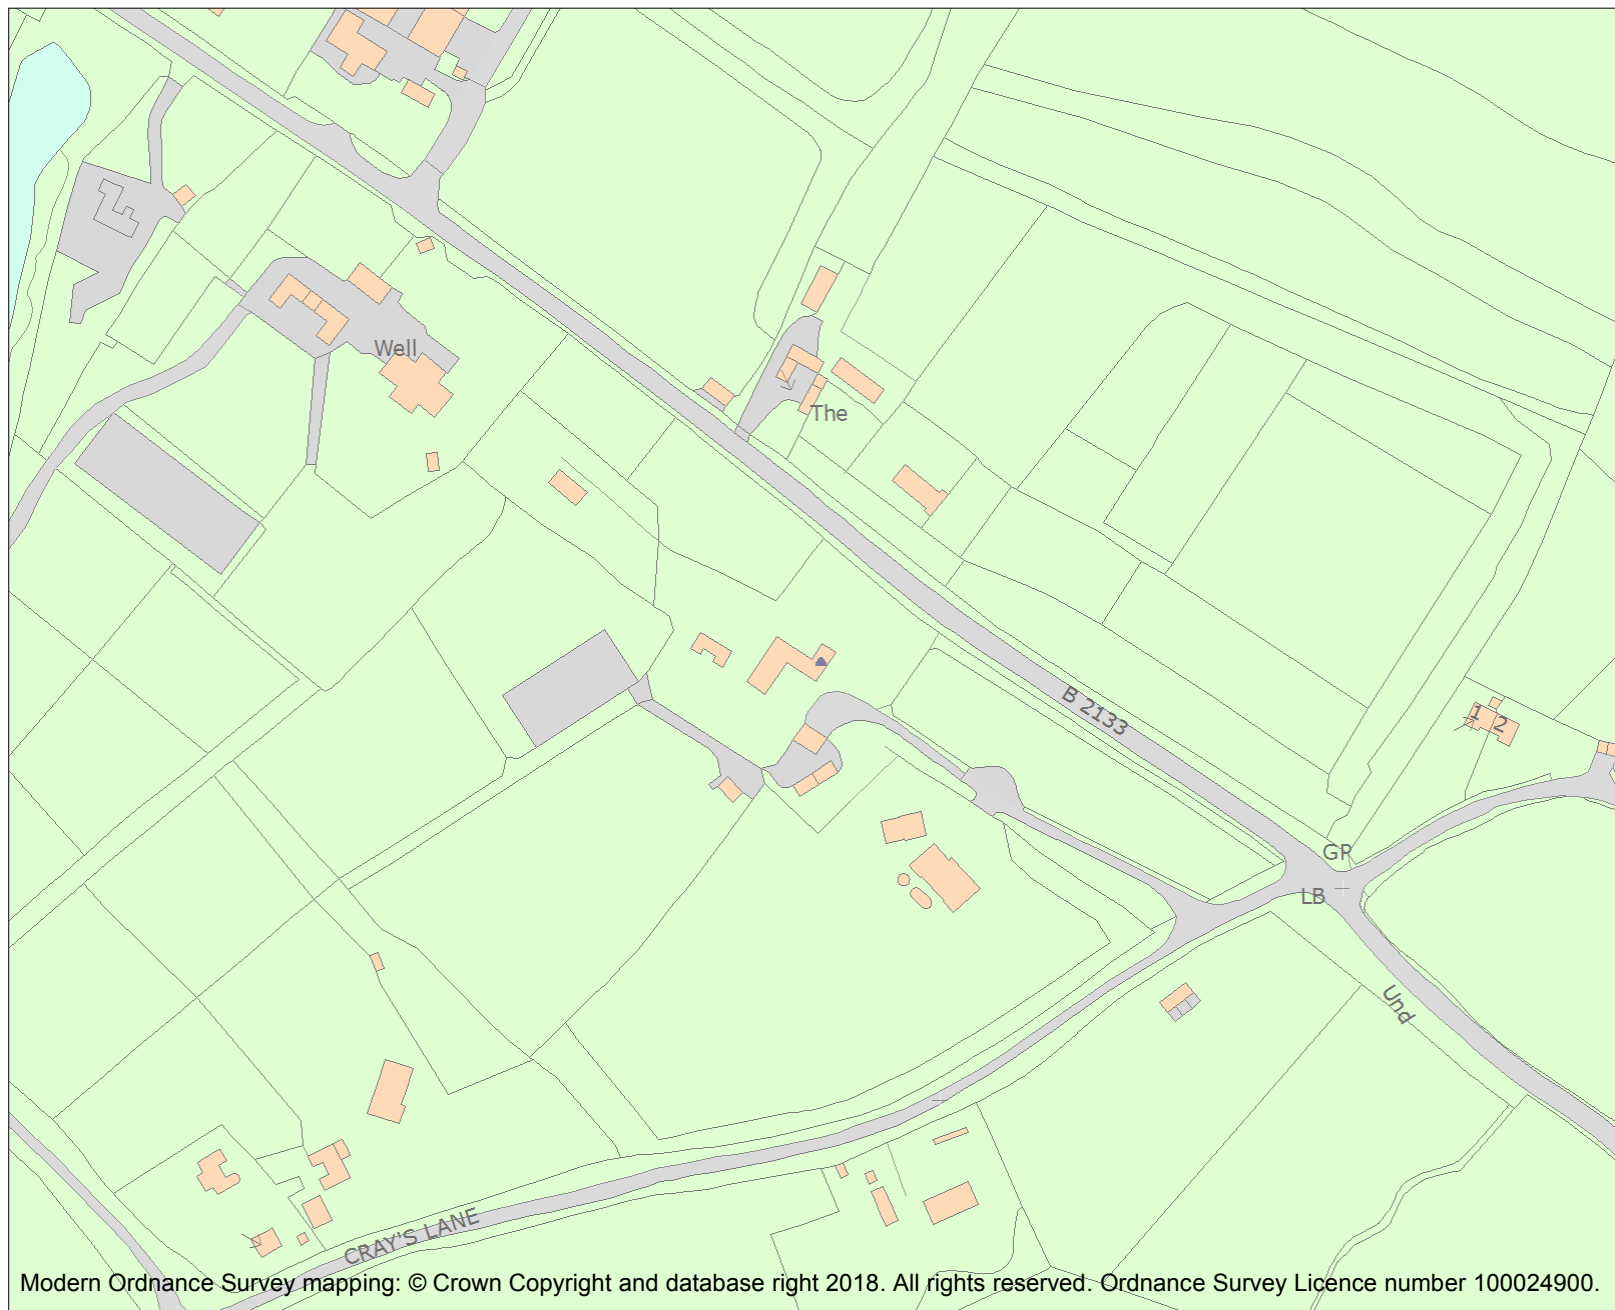 Well
The
B 2133
1 2
GP
LB
Und
CRAY'S LANE
Modern Ordnance Survey mapping: © Crown Copyright and database right 2018. All rights reserved. Ordnance Survey Licence number 100024900.